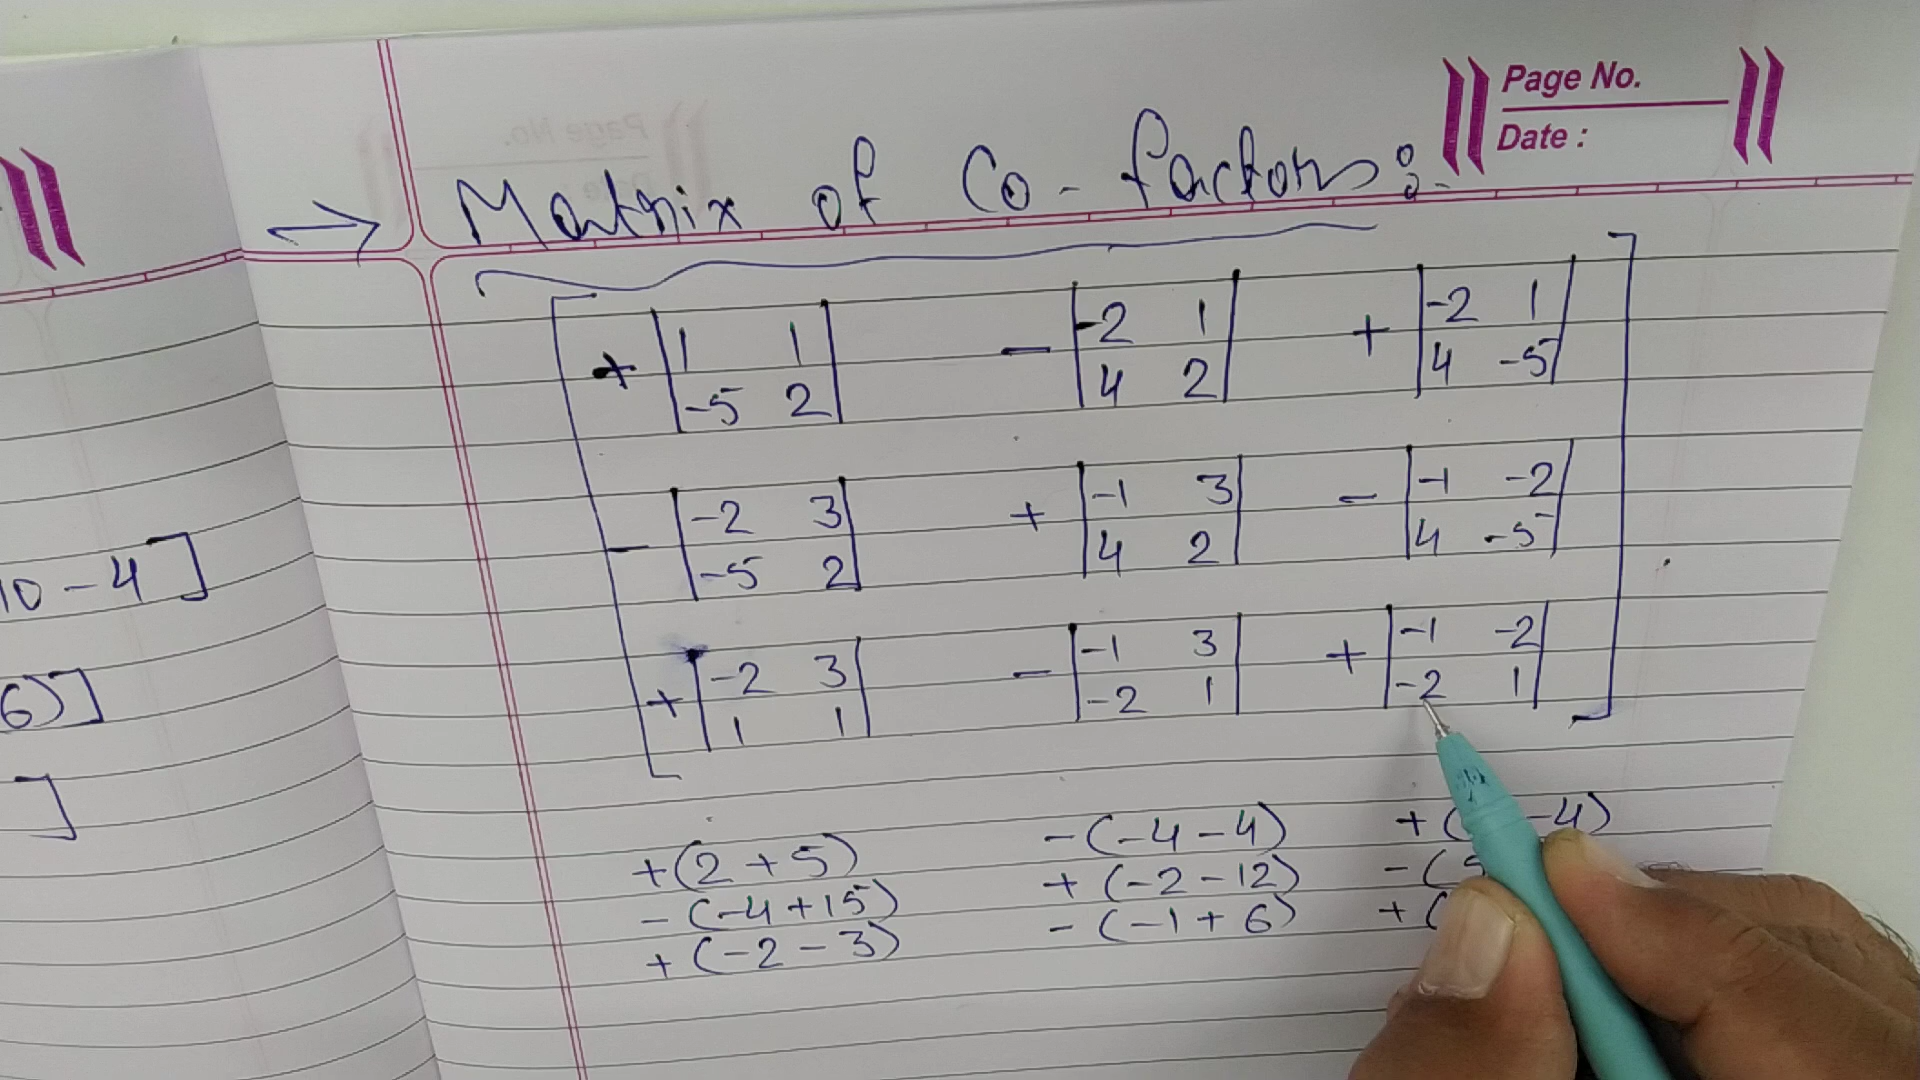 Page No.
Date :
→ Matrix of Co-factors:
+ | 1 1 | - | -2 1 | + | -2 1 |
| -5 2 | | 4 2 | | 4 -5 |
- | -2 3 | + | -1 3 | - | -1 -2 |
| -5 2 | | 4 2 | | 4 -5 |
+ | -2 3 | - | -1 3 | + | -1 -2 |
| 1 1 | | -2 1 | | -2 1 |
+(2+5) -(-4-4) +( -4)
-(-4+15) +(-2-12) -(
+(-2-3) -(-1+6) +(
10-4]
6)]
]